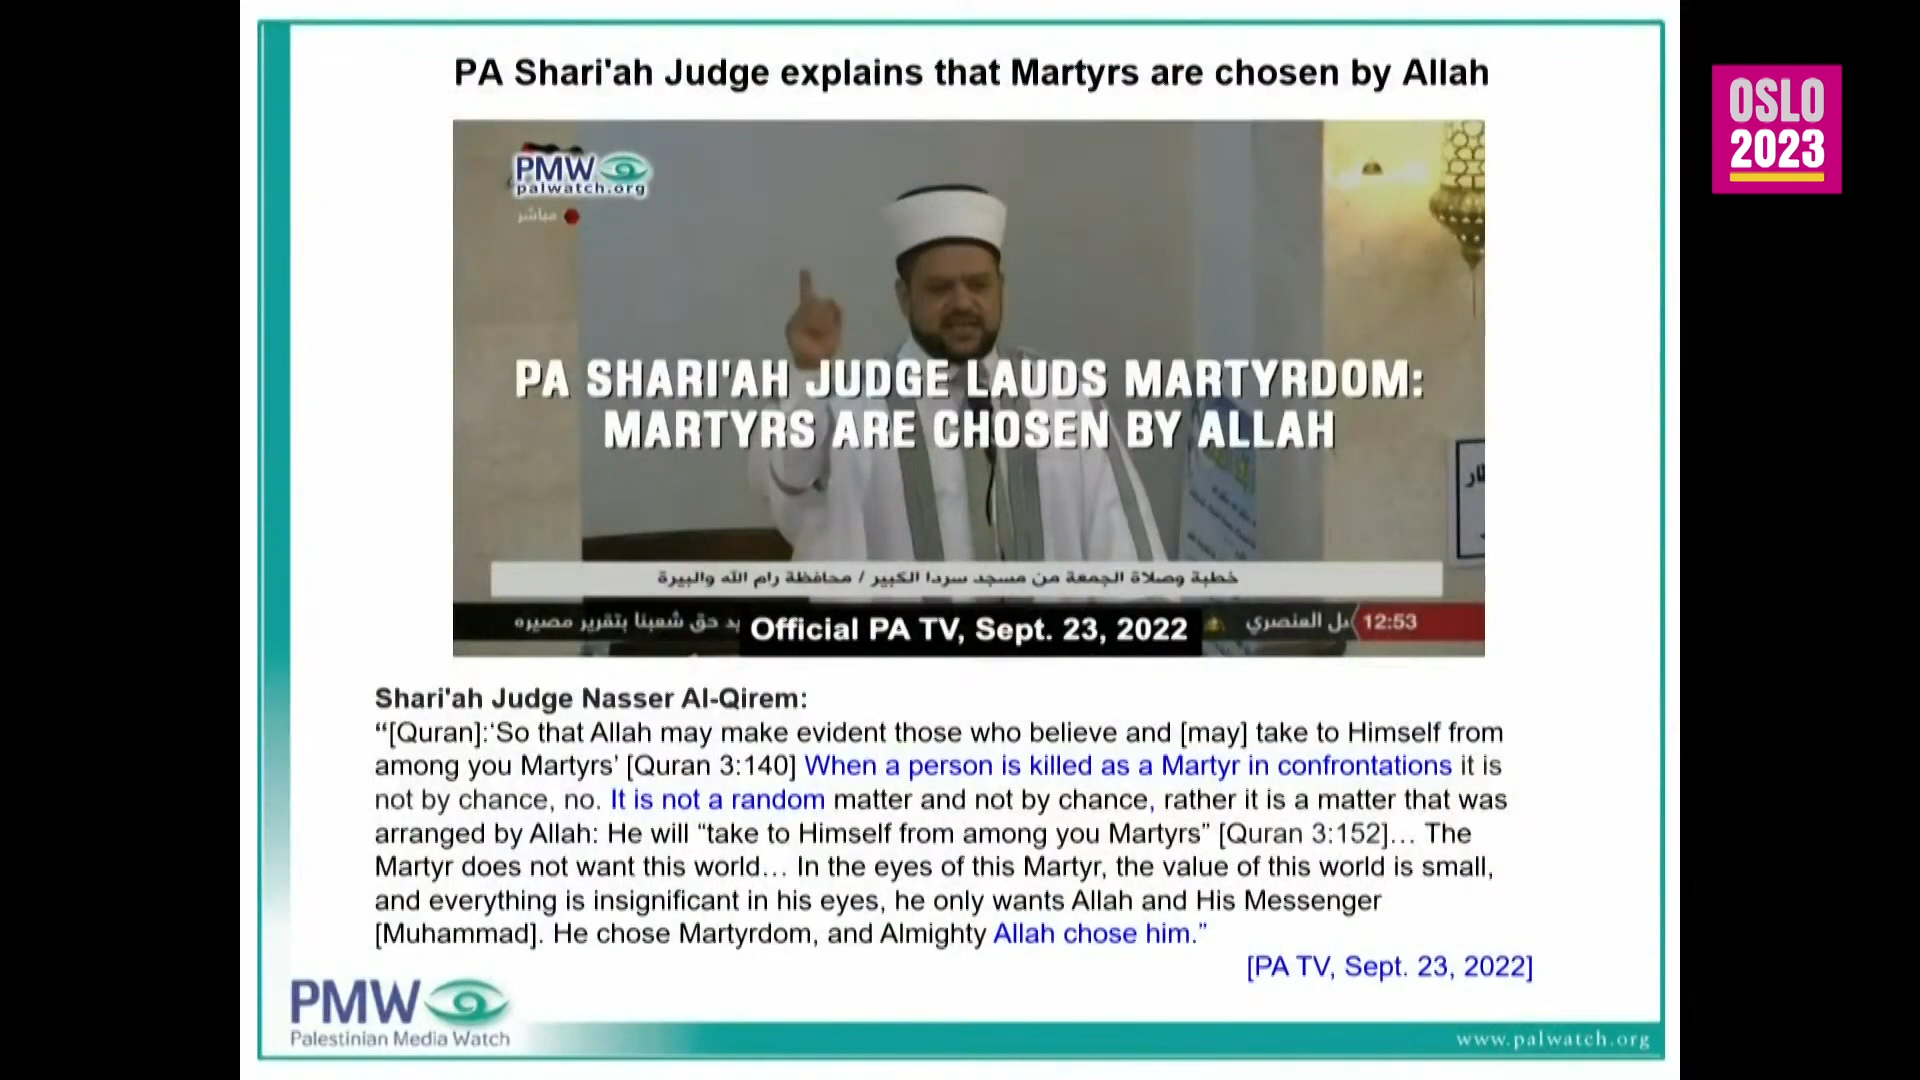 PA Shari'ah Judge explains that Martyrs are chosen by Allah
OSLO
2023
PMW
palwatch.org
مباشر
PA SHARI'AH JUDGE LAUDS MARTYRDOM:
MARTYRS ARE CHOSEN BY ALLAH
خطبة وصلاة الجمعة من مسجد سردا الكبير / محافظة رام الله والبيرة
حق شعبنا بتقرير مصيره
Official PA TV, Sept. 23, 2022
العنصري
12:53
Shari'ah Judge Nasser Al-Qirem:
“[Quran]:‘So that Allah may make evident those who believe and [may] take to Himself from
among you Martyrs’ [Quran 3:140] When a person is killed as a Martyr in confrontations it is
not by chance, no. It is not a random matter and not by chance, rather it is a matter that was
arranged by Allah: He will “take to Himself from among you Martyrs” [Quran 3:152]… The
Martyr does not want this world… In the eyes of this Martyr, the value of this world is small,
and everything is insignificant in his eyes, he only wants Allah and His Messenger
[Muhammad]. He chose Martyrdom, and Almighty Allah chose him.”
[PA TV, Sept. 23, 2022]
PMW
Palestinian Media Watch
www.palwatch.org